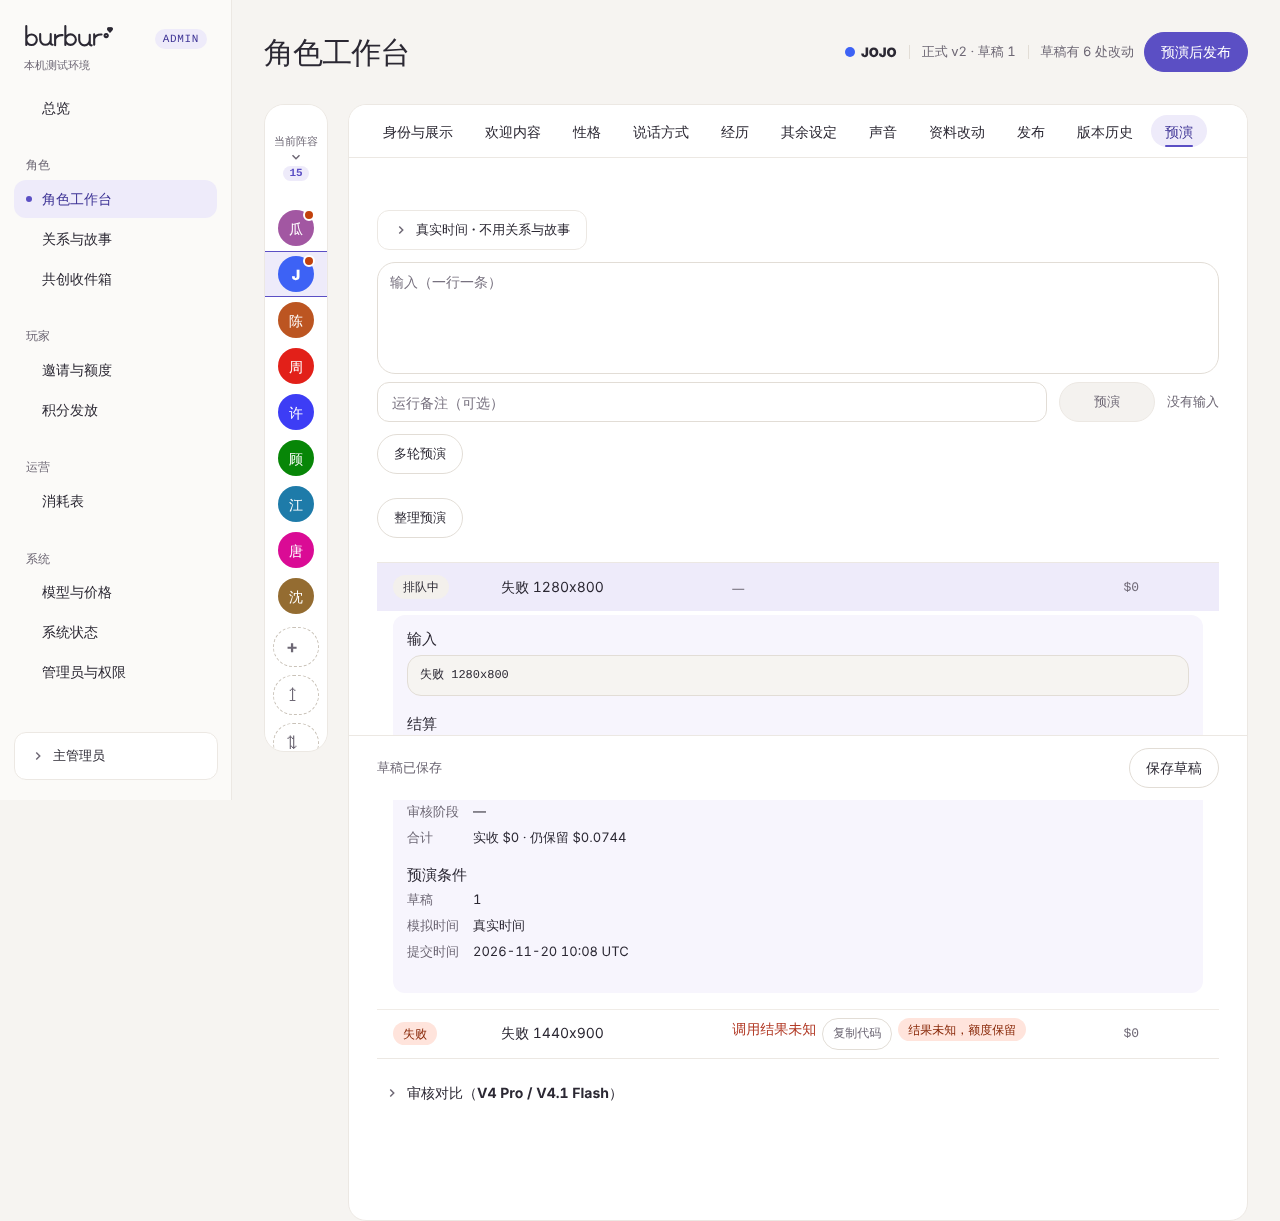 burbur
ADMIN
本机测试环境
总览
角色
角色工作台
关系与故事
共创收件箱
玩家
邀请与额度
积分发放
运营
消耗表
系统
模型与价格
系统状态
管理员与权限
主管理员
角色工作台
JOJO
正式 v2 · 草稿 1
草稿有 6 处改动
预演后发布
当前阵容
15
瓜
J
陈
周
许
顾
江
唐
沈
+
身份与展示 欢迎内容 性格 说话方式 经历 其余设定 声音 资料改动 发布 版本历史 预演
真实时间 · 不用关系与故事
输入（一行一条）
运行备注（可选）
预演
没有输入
多轮预演
整理预演
排队中 失败 1280x800 — $0
输入
失败 1280x800
结算
草稿已保存
保存草稿
审核阶段 —
合计 实收 $0 · 仍保留 $0.0744
预演条件
草稿 1
模拟时间 真实时间
提交时间 2026-11-20 10:08 UTC
失败 失败 1440x900 调用结果未知 复制代码 结果未知，额度保留 $0
审核对比（V4 Pro / V4.1 Flash）